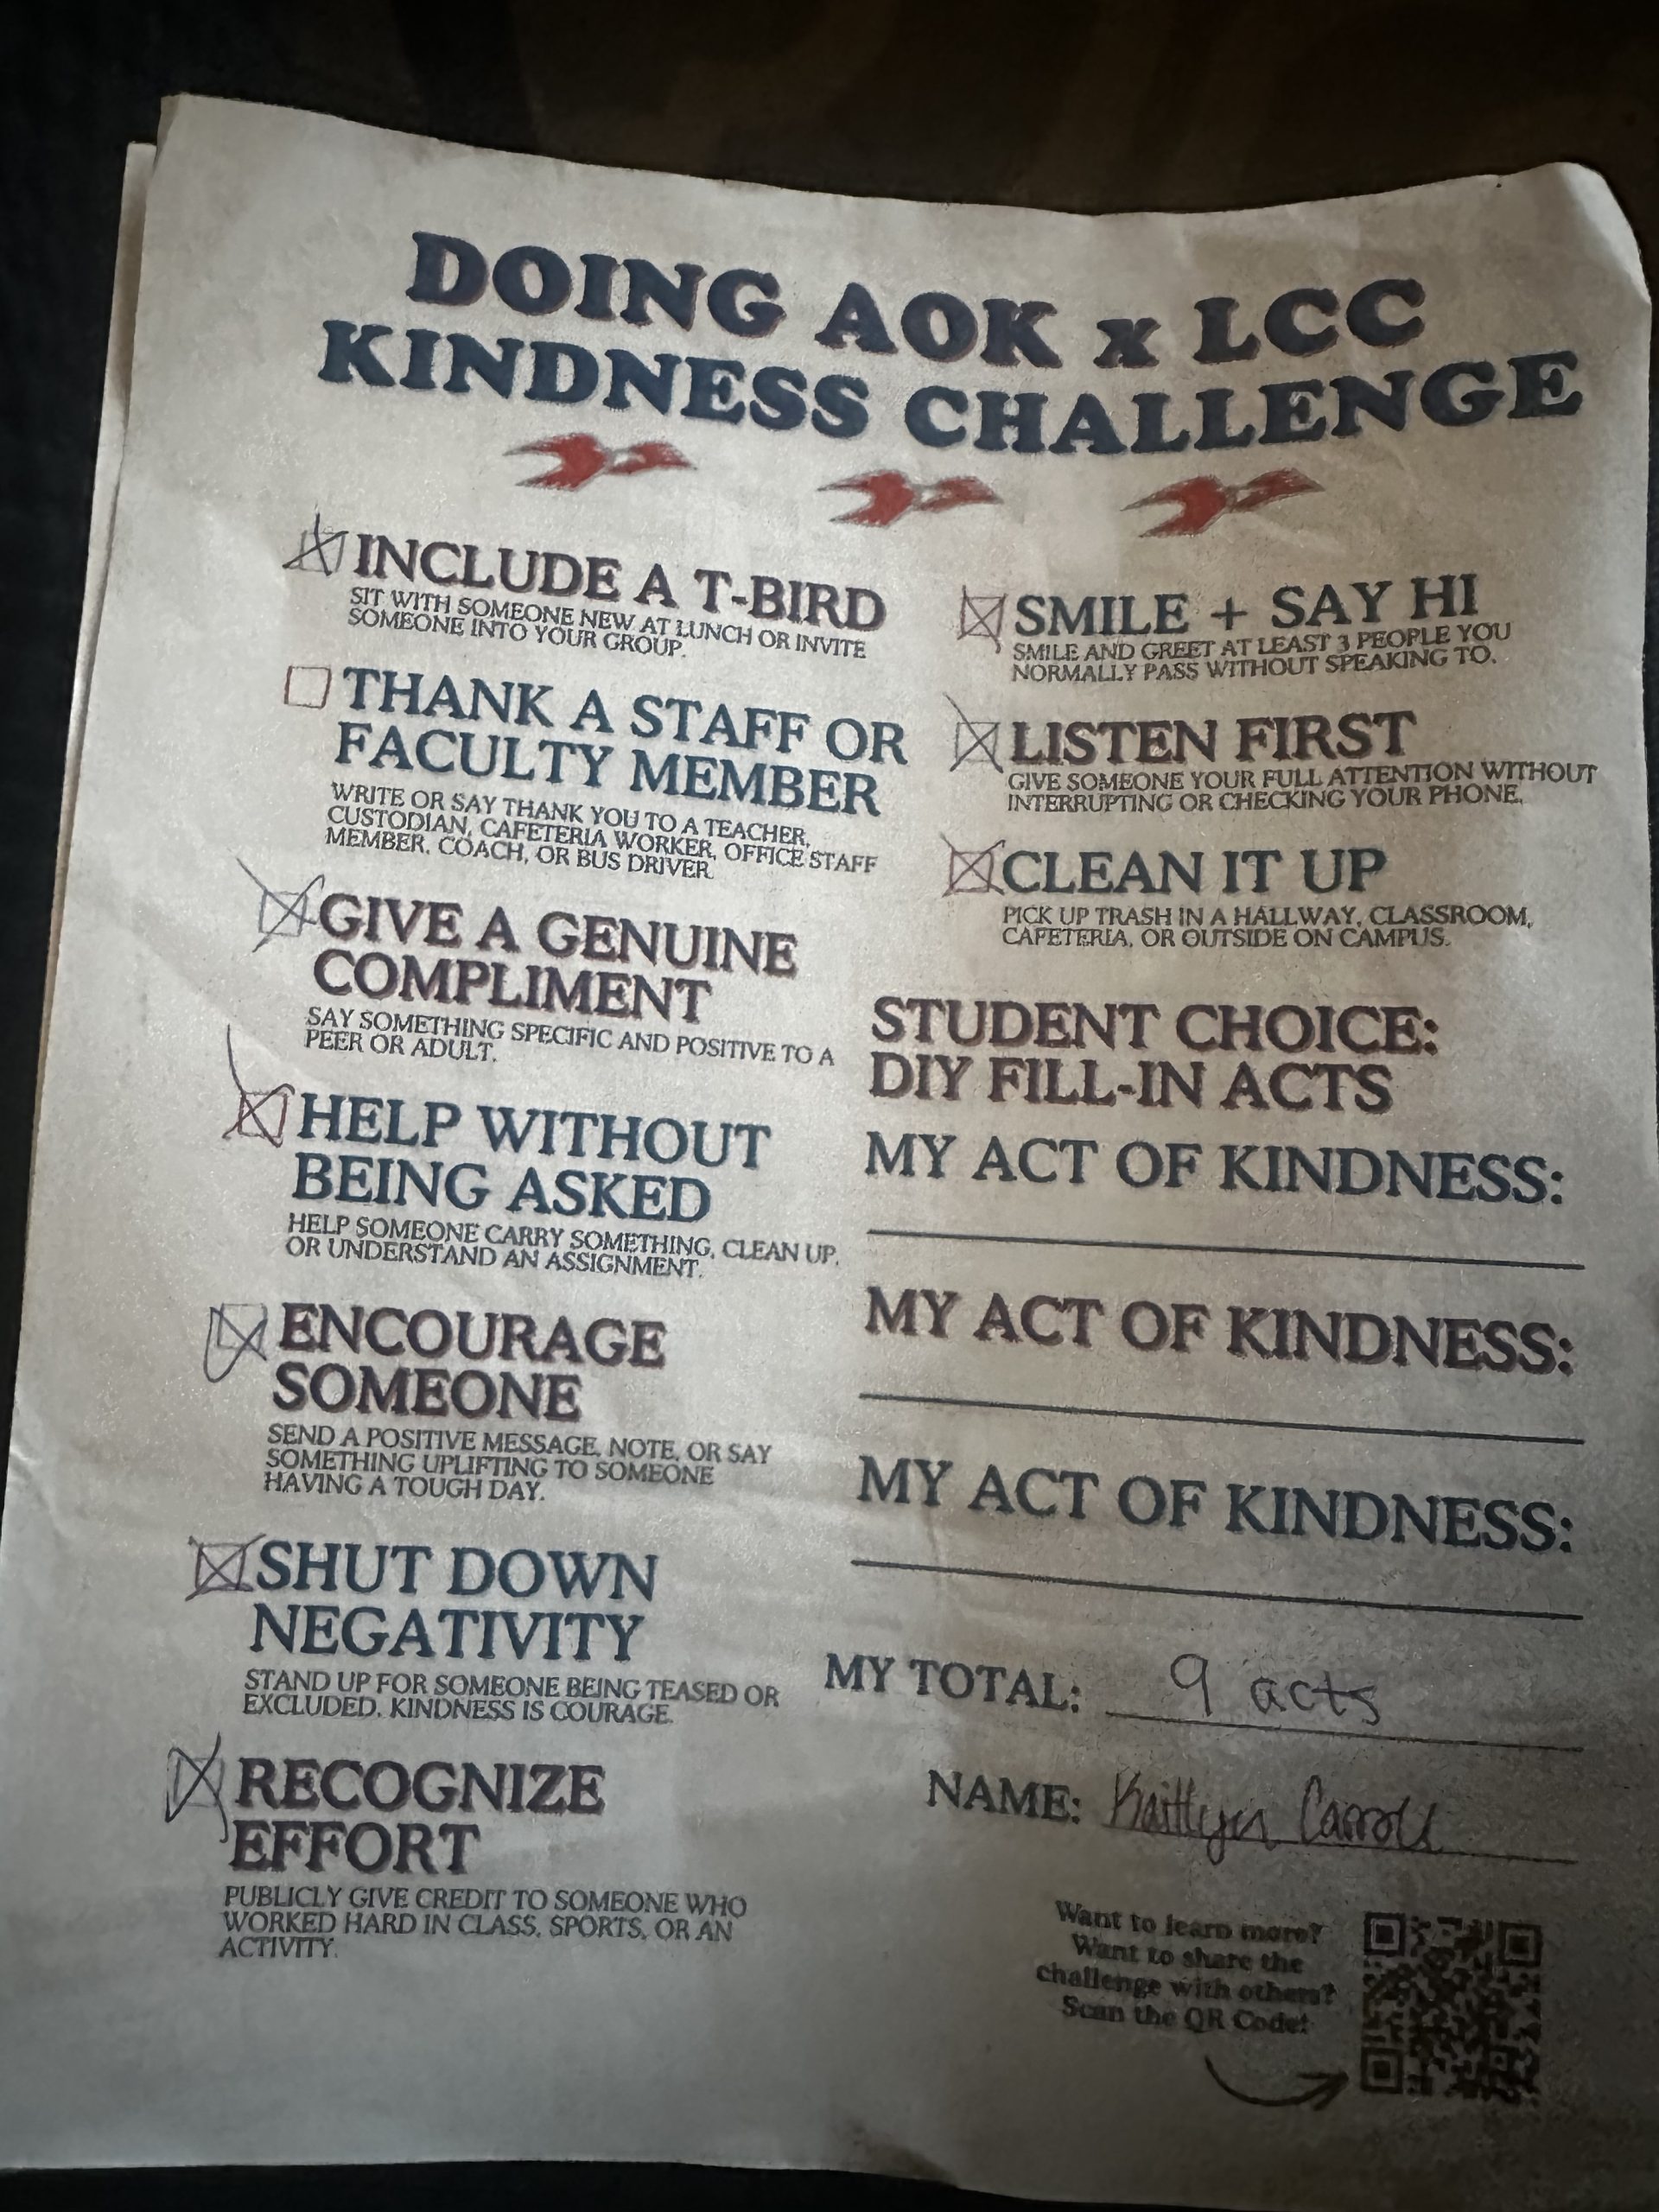 DOING AOK x LCC
KINDNESS CHALLENGE
INCLUDE A T-BIRD
SIT WITH SOMEONE NEW AT LUNCH OR INVITE
SOMEONE INTO YOUR GROUP.
THANK A STAFF OR
FACULTY MEMBER
WRITE OR SAY THANK YOU TO A TEACHER,
CUSTODIAN, CAFETERIA WORKER, OFFICE STAFF
MEMBER, COACH, OR BUS DRIVER.
GIVE A GENUINE
COMPLIMENT
SAY SOMETHING SPECIFIC AND POSITIVE TO A
PEER OR ADULT.
HELP WITHOUT
BEING ASKED
HELP SOMEONE CARRY SOMETHING, CLEAN UP,
OR UNDERSTAND AN ASSIGNMENT.
ENCOURAGE
SOMEONE
SEND A POSITIVE MESSAGE, NOTE, OR SAY
SOMETHING UPLIFTING TO SOMEONE
HAVING A TOUGH DAY.
SHUT DOWN
NEGATIVITY
STAND UP FOR SOMEONE BEING TEASED OR
EXCLUDED. KINDNESS IS COURAGE.
RECOGNIZE
EFFORT
PUBLICLY GIVE CREDIT TO SOMEONE WHO
WORKED HARD IN CLASS, SPORTS, OR AN
ACTIVITY.
SMILE + SAY HI
SMILE AND GREET AT LEAST 3 PEOPLE YOU
NORMALLY PASS WITHOUT SPEAKING TO.
LISTEN FIRST
GIVE SOMEONE YOUR FULL ATTENTION WITHOUT
INTERRUPTING OR CHECKING YOUR PHONE.
CLEAN IT UP
PICK UP TRASH IN A HALLWAY, CLASSROOM,
CAFETERIA, OR OUTSIDE ON CAMPUS.
STUDENT CHOICE:
DIY FILL-IN ACTS
MY ACT OF KINDNESS:
MY ACT OF KINDNESS:
MY ACT OF KINDNESS:
MY TOTAL: 9 acts
NAME: Kaitlyn Carroll
Want to learn more?
Want to share the
challenge with others?
Scan the QR Code!